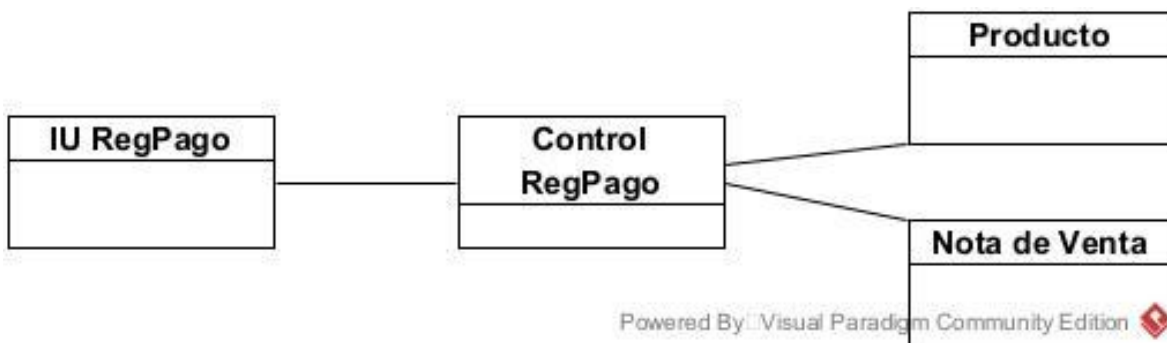 Producto
IU RegPago
Control
RegPago
Nota de Venta
Powered By Visual Paradigm Community Edition